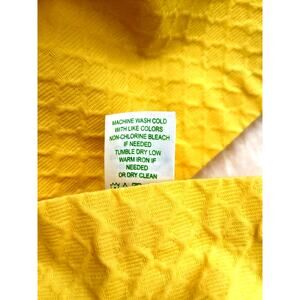 MACHINE WASH COLD
WITH LIKE COLORS
NON-CHLORINE BLEACH
IF NEEDED
TUMBLE DRY LOW
WARM IRON IF
NEEDED
OR DRY CLEAN